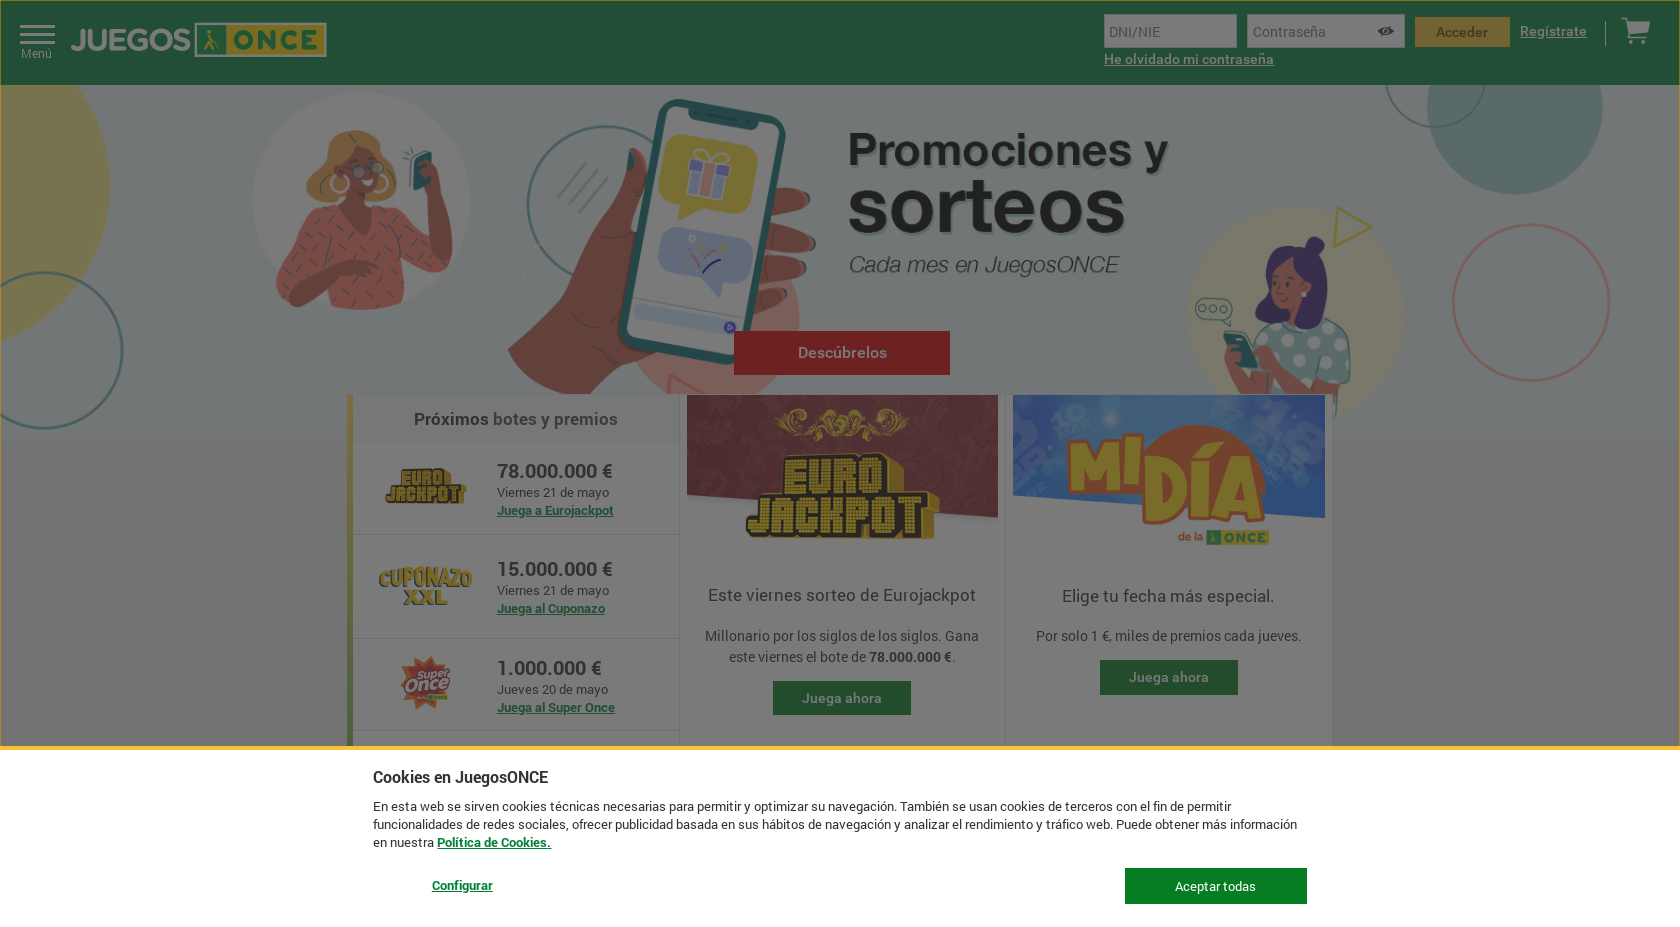 Menú
JUEGOS ONCE
DNI/NIE
Contraseña
Acceder
Regístrate
He olvidado mi contraseña
Promociones y
sorteos
Cada mes en JuegosONCE
Descúbrelos
Próximos botes y premios
EURO
JACKPOT
78.000.000 €
Viernes 21 de mayo
Juega a Eurojackpot
CUPONAZO
XXL
15.000.000 €
Viernes 21 de mayo
Juega al Cuponazo
Super
Once
1.000.000 €
Jueves 20 de mayo
Juega al Super Once
EURO
JACKPOT
Este viernes sorteo de Eurojackpot
Millonario por los siglos de los siglos. Gana
este viernes el bote de 78.000.000 €.
Juega ahora
MI DÍA
de la ONCE
Elige tu fecha más especial.
Por solo 1 €, miles de premios cada jueves.
Juega ahora
Cookies en JuegosONCE
En esta web se sirven cookies técnicas necesarias para permitir y optimizar su navegación. También se usan cookies de terceros con el fin de permitir
funcionalidades de redes sociales, ofrecer publicidad basada en sus hábitos de navegación y analizar el rendimiento y tráfico web. Puede obtener más información
en nuestra Política de Cookies.
Configurar
Aceptar todas